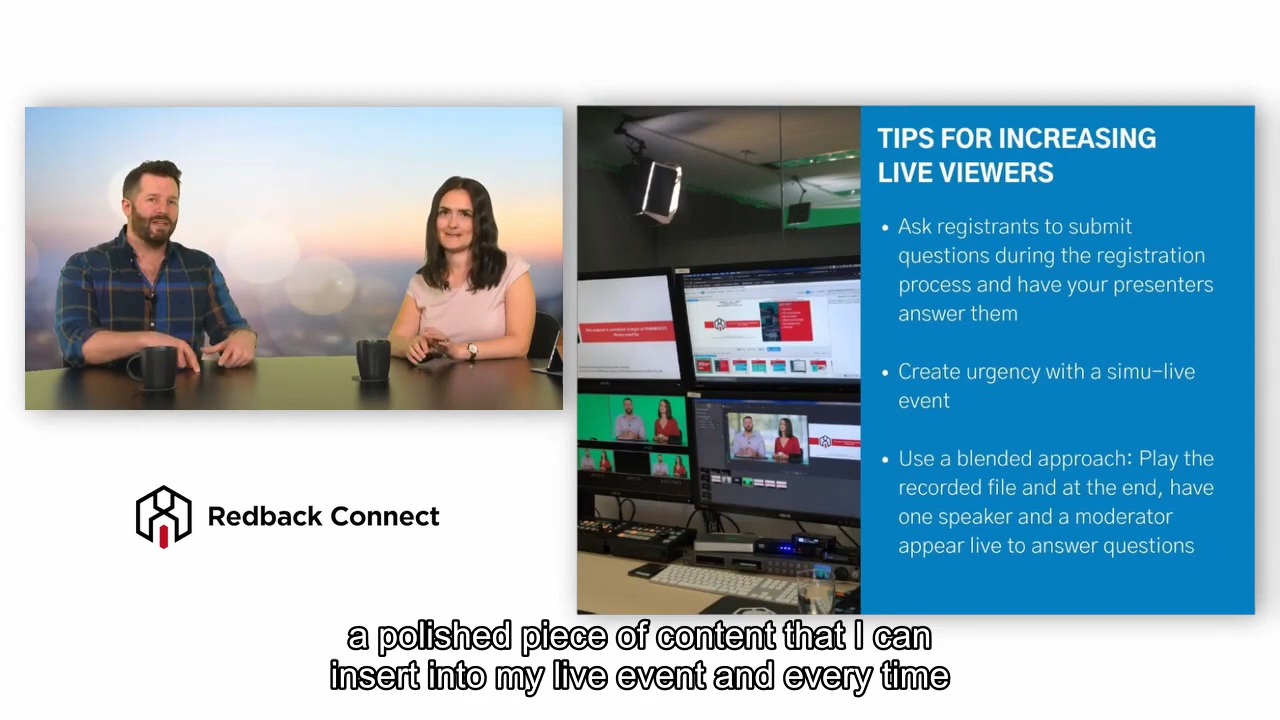 TIPS FOR INCREASING
LIVE VIEWERS
• Ask registrants to submit
questions during the registration
process and have your presenters
answer them
• Create urgency with a simu-live
event
• Use a blended approach: Play the
recorded file and at the end, have
one speaker and a moderator
appear live to answer questions
Redback Connect
a polished piece of content that I can
insert into my live event and every time